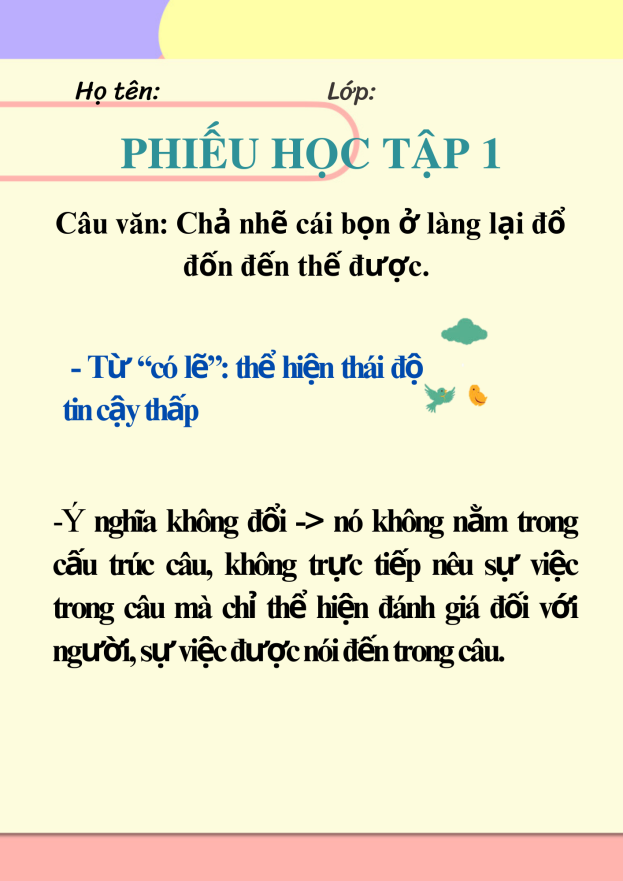 Họ tên: Lớp:
PHIẾU HỌC TẬP 1
Câu văn: Chả nhẽ cái bọn ở làng lại đổ
đốn đến thế được.
- Từ “có lẽ”: thể hiện thái độ
tin cậy thấp
-Ý nghĩa không đổi -> nó không nằm trong
cấu trúc câu, không trực tiếp nêu sự việc
trong câu mà chỉ thể hiện đánh giá đối với
người, sự việc được nói đến trong câu.